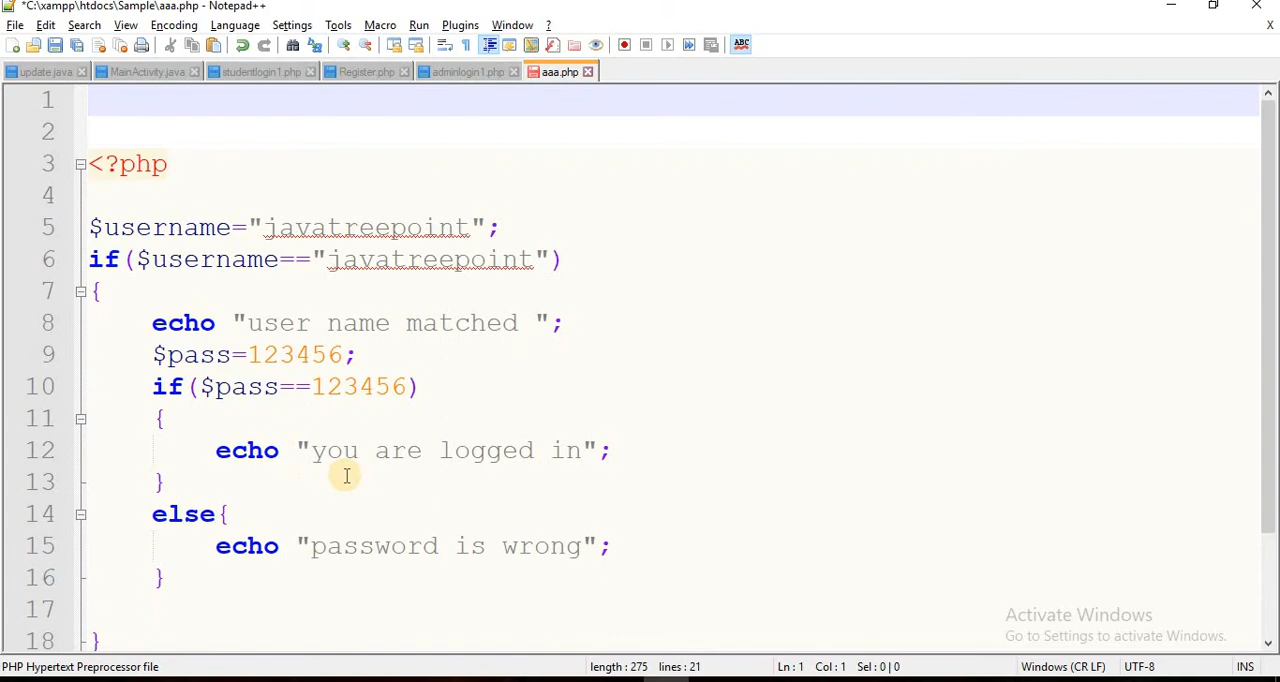 *C:\xampp\htdocs\Sample\aaa.php - Notepad++
File Edit Search View Encoding Language Settings Tools Macro Run Plugins Window ? X
ABC
update.java MainActivity.java studentlogin1.php Register.php adminlogin1.php aaa.php
1
2
3 <?php
4
5 $username="javatreepoint";
6 if($username=="javatreepoint")
7 {
8 echo "user name matched ";
9 $pass=123456;
10 if($pass==123456)
11 {
12 echo "you are logged in";
13 }
14 else{
15 echo "password is wrong";
16 }
17
18 }
Activate Windows
Go to Settings to activate Windows.
PHP Hypertext Preprocessor file length : 275 lines : 21 Ln : 1 Col : 1 Sel : 0 | 0 Windows (CR LF) UTF-8 INS